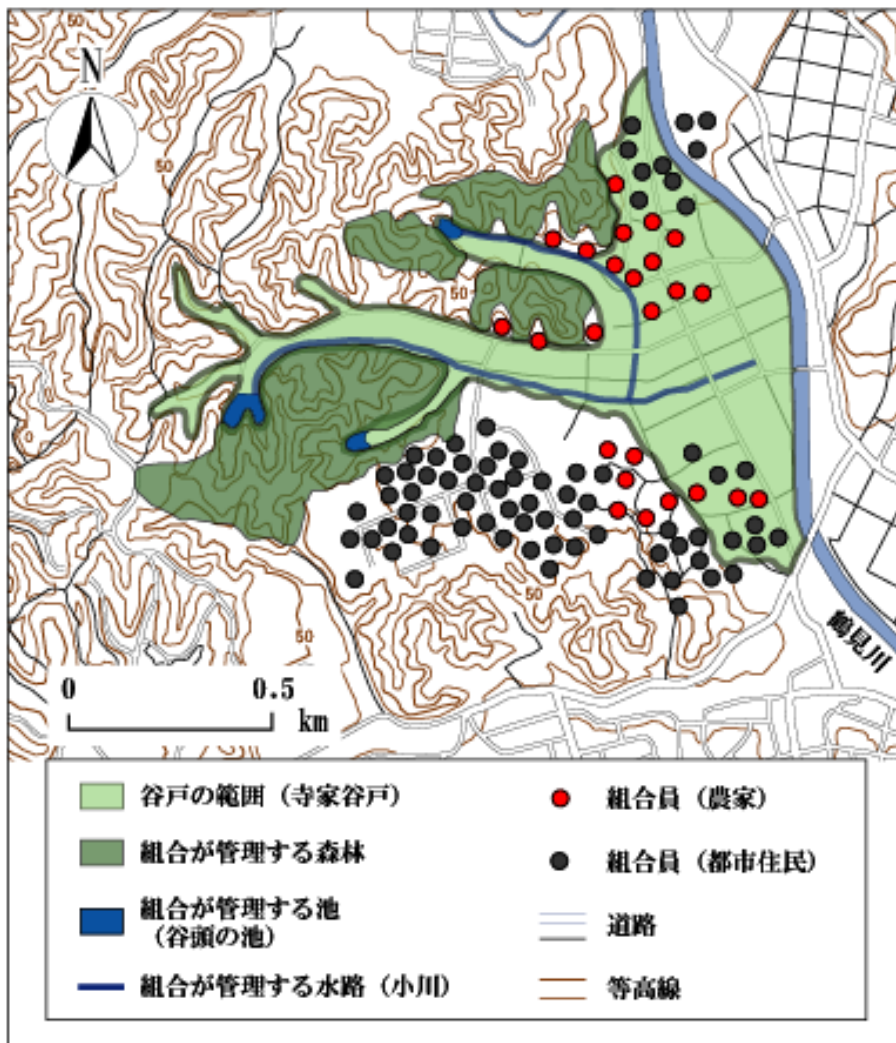 50
N
50
50
50
50
鶴見川
0 0.5
km
谷戸の範囲（寺家谷戸）
組合員（農家）
組合が管理する森林
組合員（都市住民）
組合が管理する池
（谷頭の池）
道路
組合が管理する水路（小川）
等高線